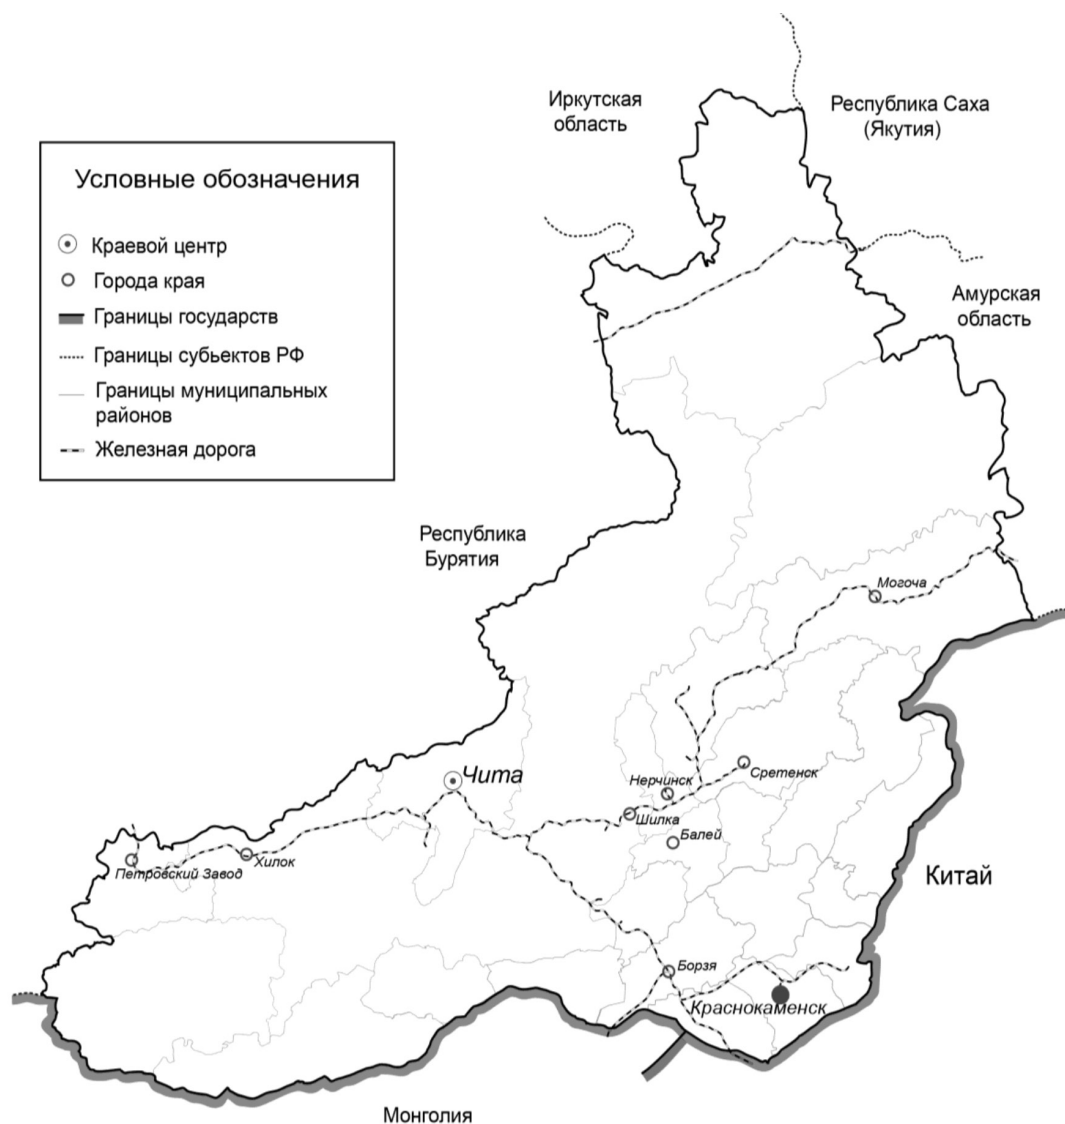 Иркутская
область
Республика Саха
(Якутия)
Условные обозначения
Краевой центр
Города края
Границы государств
Границы субьектов РФ
Границы муниципальных
районов
Железная дорога
Амурская
область
Республика
Бурятия
Могоча
Чита
Нерчинск
Сретенск
Шилка
Балей
Хилок
Петровский Завод
Китай
Борзя
Краснокаменск
Монголия